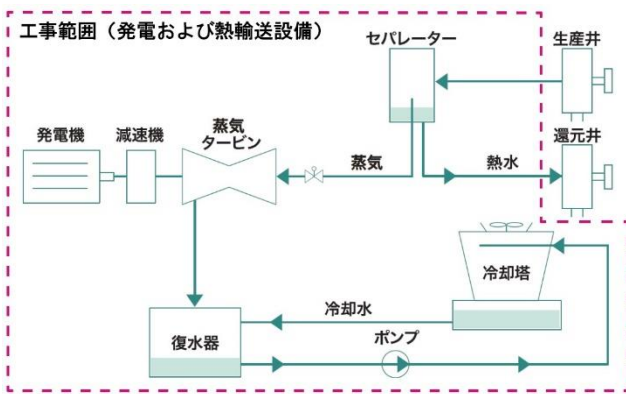 工事範囲（発電および熱輸送設備）
セパレーター
生産井
発電機
減速機
蒸気
タービン
還元井
蒸気
熱水
冷却塔
冷却水
復水器
ポンプ